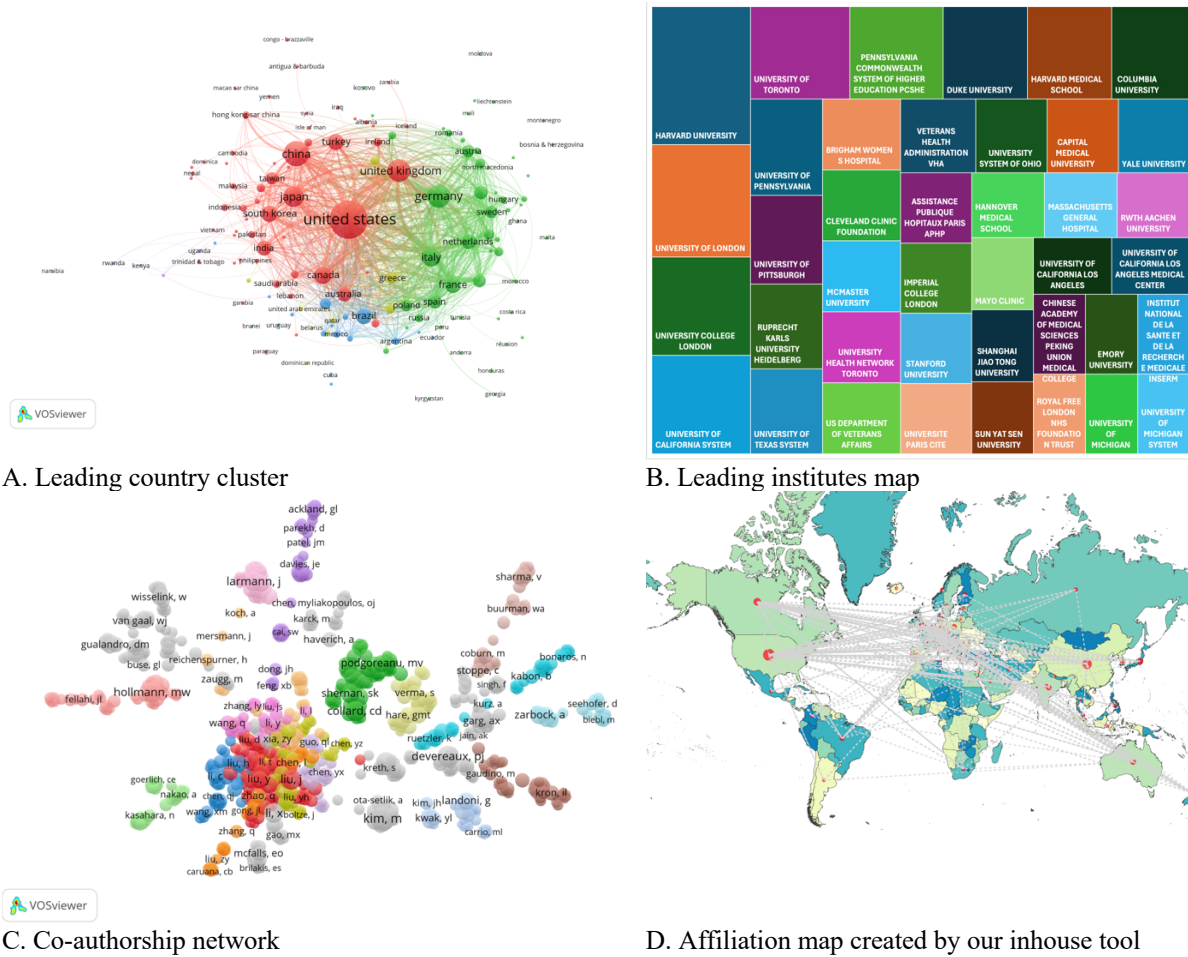 congo - brazzaville
moldova
antigua & barbuda
zambia
kosovo
macao sar china
yemen
liechtenstein
iraq
mali
hong kong sar china
syria
albania
iceland
montenegro
isle of man
romania
turkey
ireland
bosnia & herzegovina
cambodia
china
austria
dominica
united kingdom
north macedonia
nepal
taiwan
malaysia
japan
germany
hungary
indonesia
south korea
united states
sweden
ghana
vietnam
pakistan
netherlands
malta
uganda
india
italy
rwanda
kenya
trinidad & tobago
philippines
namibia
canada
greece
saudi arabia
france
morocco
lebanon
australia
gambia
poland
spain
united arab emirates
brazil
russia
tunisia
costa rica
qatar
brunei
uruguay
belarus
mexico
peru
argentina
ecuador
réunion
paraguay
andorra
dominican republic
cuba
honduras
kyrgyzstan
georgia
VOSviewer
A. Leading country cluster
HARVARD UNIVERSITY
UNIVERSITY OF LONDON
UNIVERSITY COLLEGE
LONDON
UNIVERSITY OF
CALIFORNIA SYSTEM
UNIVERSITY OF
TORONTO
PENNSYLVANIA
COMMONWEALTH
SYSTEM OF HIGHER
EDUCATION PCSHE
DUKE UNIVERSITY
HARVARD MEDICAL
SCHOOL
COLUMBIA
UNIVERSITY
UNIVERSITY OF
PENNSYLVANIA
UNIVERSITY OF
PITTSBURGH
RUPRECHT
KARLS
UNIVERSITY
HEIDELBERG
UNIVERSITY OF
TEXAS SYSTEM
BRIGHAM WOMEN
S HOSPITAL
CLEVELAND CLINIC
FOUNDATION
MCMASTER
UNIVERSITY
UNIVERSITY
HEALTH NETWORK
TORONTO
US DEPARTMENT
OF VETERANS
AFFAIRS
VETERANS
HEALTH
ADMINISTRATION
VHA
ASSISTANCE
PUBLIQUE
HOPITAUX PARIS
APHP
IMPERIAL
COLLEGE
LONDON
STANFORD
UNIVERSITY
UNIVERSITE
PARIS CITE
UNIVERSITY
SYSTEM OF OHIO
CAPITAL
MEDICAL
UNIVERSITY
YALE UNIVERSITY
HANNOVER
MEDICAL
SCHOOL
MASSACHUSETTS
GENERAL
HOSPITAL
RWTH AACHEN
UNIVERSITY
MAYO CLINIC
UNIVERSITY OF
CALIFORNIA LOS
ANGELES
UNIVERSITY OF
CALIFORNIA LOS
ANGELES MEDICAL
CENTER
SHANGHAI
JIAO TONG
UNIVERSITY
CHINESE
ACADEMY
OF MEDICAL
SCIENCES
PEKING
UNION
MEDICAL
COLLEGE
EMORY
UNIVERSITY
INSTITUT
NATIONAL
DE LA
SANTE ET
DE LA
RECHERCH
E MEDICALE
INSERM
SUN YAT SEN
UNIVERSITY
ROYAL FREE
LONDON
NHS
FOUNDATIO
N TRUST
UNIVERSITY
OF
MICHIGAN
UNIVERSITY
OF
MICHIGAN
SYSTEM
B. Leading institutes map
ackland, gl
parekh, d
patel, jm
davies, je
larmann, j
sharma, v
wisselink, w
koch, a
chen, myliakopoulos, oj
buurman, wa
van gaal, wj
karck, m
gualandro, dm
mersmann, j
cai, sw
haverich, a
coburn, m
bonaros, n
buse, gl
reichenspurner, h
podgoreanu, mv
stoppe, c
zaugg, m
dong, jh
kabon, b
fellahi, jl
hollmann, mw
feng, xb
shernan, sk
verma, s
singh, f
seehofer, d
zhang, lyliu, js
li, l
collard, cd
hare, gmt
kurz, a
zarbock, a
biebl, m
wang, q
li, y
garg, ax
liu, d
xia, zy
guo, ql
chen, yz
ruetzler, k
jain, ak
liu, h
li, t
chen, l
devereaux, pj
goerlich, ce
li, c
liu, y
liu, j
chen, yx
kreth, s
gaudino, m
nakao, a
chen, qj
zhao, q
liu, yh
kron, il
kasahara, n
wang, xm
gong, jl
li, x
boltze, j
ota-setlik, a
kim, jh
landoni, g
zhang, q
gao, mx
kim, m
kwak, yl
carrio, ml
liu, zy
mcfalls, eo
caruana, cb
brilakis, es
VOSviewer
C. Co-authorship network
D. Affiliation map created by our inhouse tool